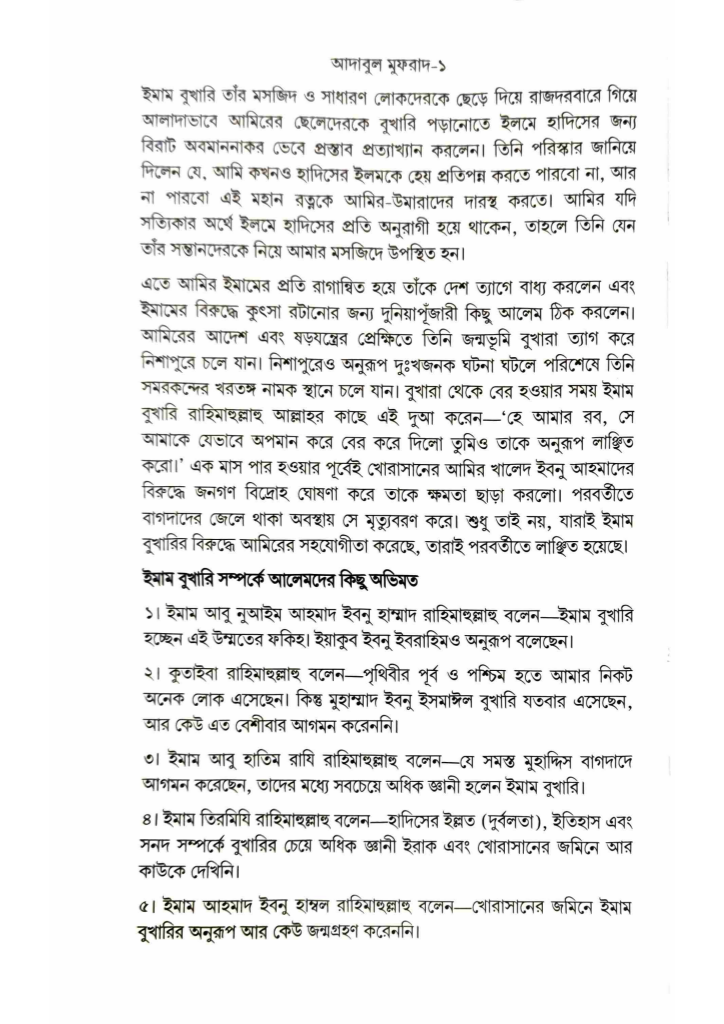 আদাবুল মুফরাদ-১
ইমাম বুখারি তাঁর মসজিদ ও সাধারণ লোকদেরকে ছেড়ে দিয়ে রাজদরবারে গিয়ে
আলাদাভাবে আমিরের ছেলেদেরকে বুখারি পড়ানোতে ইলমে হাদিসের জন্য
বিরাট অবমাননাকর ভেবে প্রস্তাব প্রত্যাখ্যান করলেন। তিনি পরিস্কার জানিয়ে
দিলেন যে, আমি কখনও হাদিসের ইলমকে হেয় প্রতিপন্ন করতে পারবো না, আর
না পারবো এই মহান রত্নকে আমির-উমারাদের দারস্থ করতে। আমির যদি
সত্যিকার অর্থে ইলমে হাদিসের প্রতি অনুরাগী হয়ে থাকেন, তাহলে তিনি যেন
তাঁর সন্তানদেরকে নিয়ে আমার মসজিদে উপস্থিত হন।
এতে আমির ইমামের প্রতি রাগান্বিত হয়ে তাঁকে দেশ ত্যাগে বাধ্য করলেন এবং
ইমামের বিরুদ্ধে কুৎসা রটানোর জন্য দুনিয়াপূঁজারী কিছু আলেম ঠিক করলেন।
আমিরের আদেশ এবং ষড়যন্ত্রের প্রেক্ষিতে তিনি জন্মভূমি বুখারা ত্যাগ করে
নিশাপুরে চলে যান। নিশাপুরেও অনুরূপ দুঃখজনক ঘটনা ঘটলে পরিশেষে তিনি
সমরকন্দের খরতঙ্গ নামক স্থানে চলে যান। বুখারা থেকে বের হওয়ার সময় ইমাম
বুখারি রাহিমাহুল্লাহু আল্লাহর কাছে এই দুআ করেন—‘হে আমার রব, সে
আমাকে যেভাবে অপমান করে বের করে দিলো তুমিও তাকে অনুরূপ লাঞ্ছিত
করো।’ এক মাস পার হওয়ার পূর্বেই খোরাসানের আমির খালেদ ইবনু আহমাদের
বিরুদ্ধে জনগণ বিদ্রোহ ঘোষণা করে তাকে ক্ষমতা ছাড়া করলো। পরবর্তীতে
বাগদাদের জেলে থাকা অবস্থায় সে মৃত্যুবরণ করে। শুধু তাই নয়, যারাই ইমাম
বুখারির বিরুদ্ধে আমিরের সহযোগীতা করেছে, তারাই পরবর্তীতে লাঞ্ছিত হয়েছে।
ইমাম বুখারি সম্পর্কে আলেমদের কিছু অভিমত
১। ইমাম আবু নুআইম আহমাদ ইবনু হাম্মাদ রাহিমাহুল্লাহু বলেন—ইমাম বুখারি
হচ্ছেন এই উম্মতের ফকিহ। ইয়াকুব ইবনু ইবরাহিমও অনুরূপ বলেছেন।
২। কুতাইবা রাহিমাহুল্লাহু বলেন—পৃথিবীর পূর্ব ও পশ্চিম হতে আমার নিকট
অনেক লোক এসেছেন। কিন্তু মুহাম্মাদ ইবনু ইসমাঈল বুখারি যতবার এসেছেন,
আর কেউ এত বেশীবার আগমন করেননি।
৩। ইমাম আবু হাতিম রাযি রাহিমাহুল্লাহু বলেন—যে সমস্ত মুহাদ্দিস বাগদাদে
আগমন করেছেন, তাদের মধ্যে সবচেয়ে অধিক জ্ঞানী হলেন ইমাম বুখারি।
৪। ইমাম তিরমিযি রাহিমাহুল্লাহু বলেন—হাদিসের ইল্লত (দুর্বলতা), ইতিহাস এবং
সনদ সম্পর্কে বুখারির চেয়ে অধিক জ্ঞানী ইরাক এবং খোরাসানের জমিনে আর
কাউকে দেখিনি।
৫। ইমাম আহমাদ ইবনু হাম্বল রাহিমাহুল্লাহু বলেন—খোরাসানের জমিনে ইমাম
বুখারির অনুরূপ আর কেউ জন্মগ্রহণ করেননি।